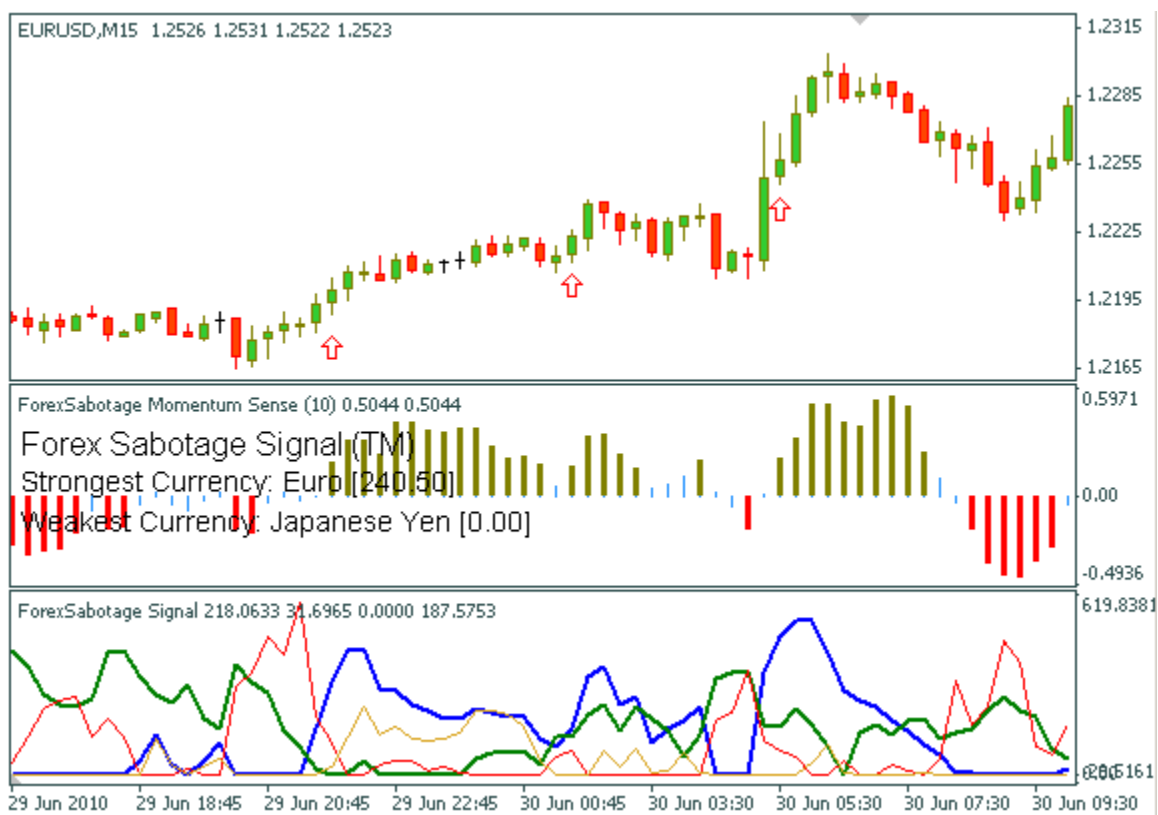 EURUSD,M15 1.2526 1.2531 1.2522 1.2523
1.2315
1.2285
1.2255
1.2225
1.2195
1.2165
ForexSabotage Momentum Sense (10) 0.5044 0.5044
0.5971
Forex Sabotage Signal (TM)
Strongest Currency: Euro [240.50]
0.00
Weakest Currency: Japanese Yen [0.00]
-0.4936
ForexSabotage Signal 218.0633 31.6965 0.0000 187.5753
619.8381
0.00
29 Jun 2010 29 Jun 18:45 29 Jun 20:45 29 Jun 22:45 30 Jun 00:45 30 Jun 03:30 30 Jun 05:30 30 Jun 07:30 30 Jun 09:30